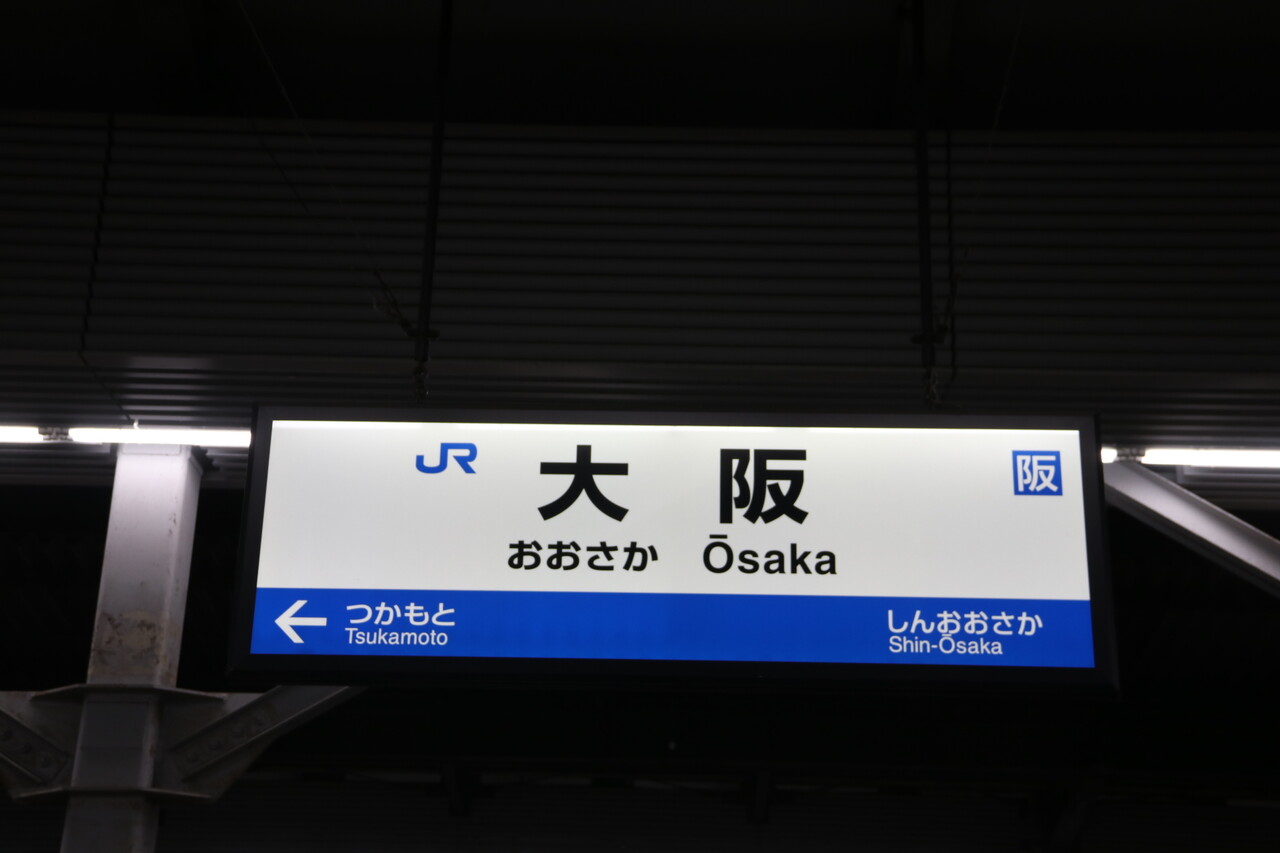 JR 大阪 阪
おおさか Ōsaka
← つかもと しんおおさか
Tsukamoto Shin-Ōsaka